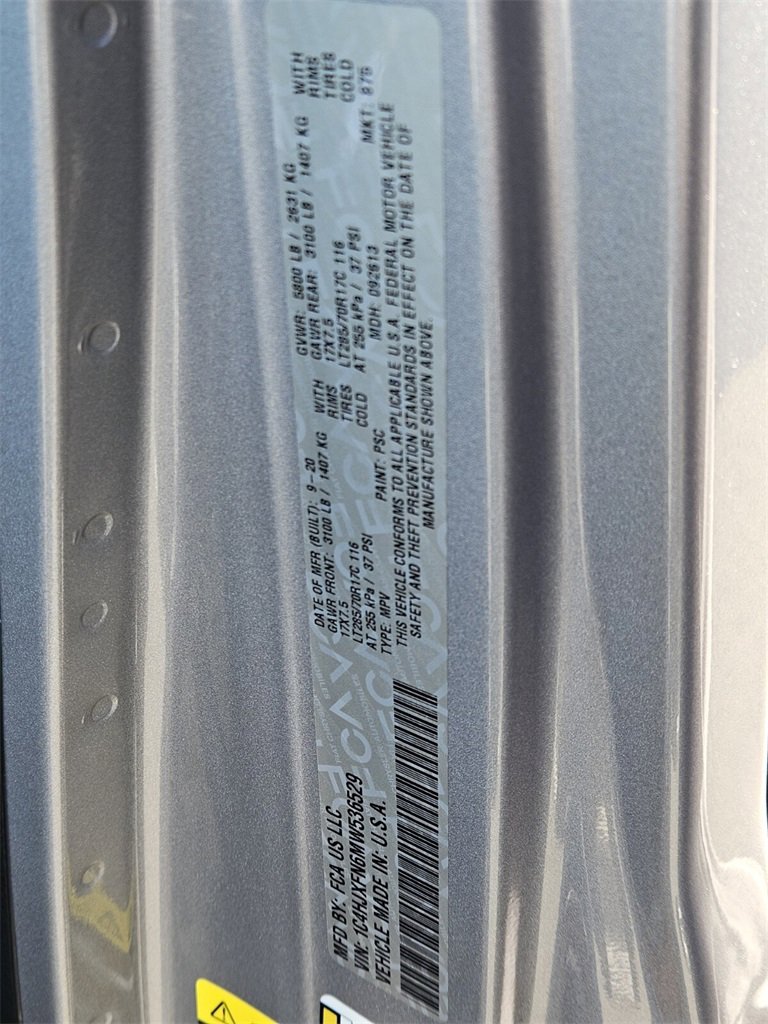 MFD BY: FCA US LLC
DATE OF MFR (BUILT): 9-20
GVWR: 5800 LB / 2631 KG
GAWR FRONT: 3100 LB / 1407 KG WITH
GAWR REAR: 3100 LB / 1407 KG WITH
17X7.5 RIMS
17X7.5 RIMS
LT285/70R17C 116 TIRES
LT285/70R17C 116 TIRES
AT 255 kPa / 37 PSI COLD
AT 255 kPa / 37 PSI COLD
VIN: 1C4HJXFN6MW536529
TYPE: MPV
PAINT: PSC
MDH: 092613
MKT: 976
VEHICLE MADE IN: U.S.A.
THIS VEHICLE CONFORMS TO ALL APPLICABLE U.S.A. FEDERAL MOTOR VEHICLE
SAFETY AND THEFT PREVENTION STANDARDS IN EFFECT ON THE DATE OF
MANUFACTURE SHOWN ABOVE.